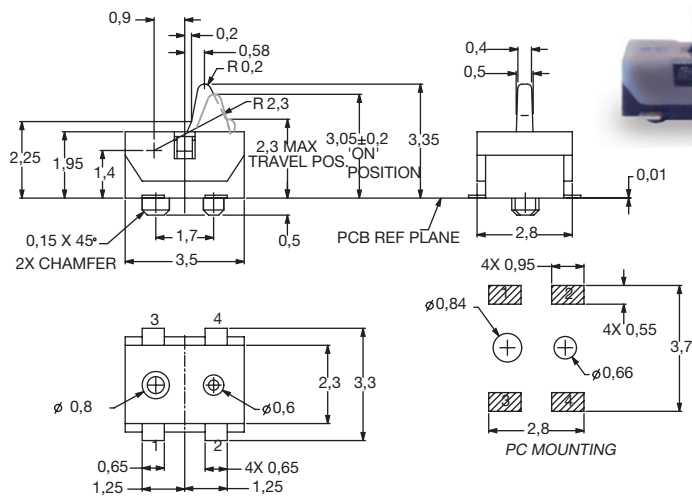 0,9
0,2
0,58
R 0,2
R 2,3
2,25
1,95
1,4
2,3 MAX
TRAVEL POS.
3,05±0,2
'ON'
POSITION
3,35
0,15 X 45°
2X CHAMFER
1,7
3,5
0,5
PCB REF PLANE
0,4
0,5
0,01
2,8
3
4
ø 0,8
ø0,6
2,3
3,3
1
2
0,65
4X 0,65
1,25
1,25
4X 0,95
1
2
ø0,84
4X 0,55
3,7
ø0,66
3
4
2,8
PC MOUNTING